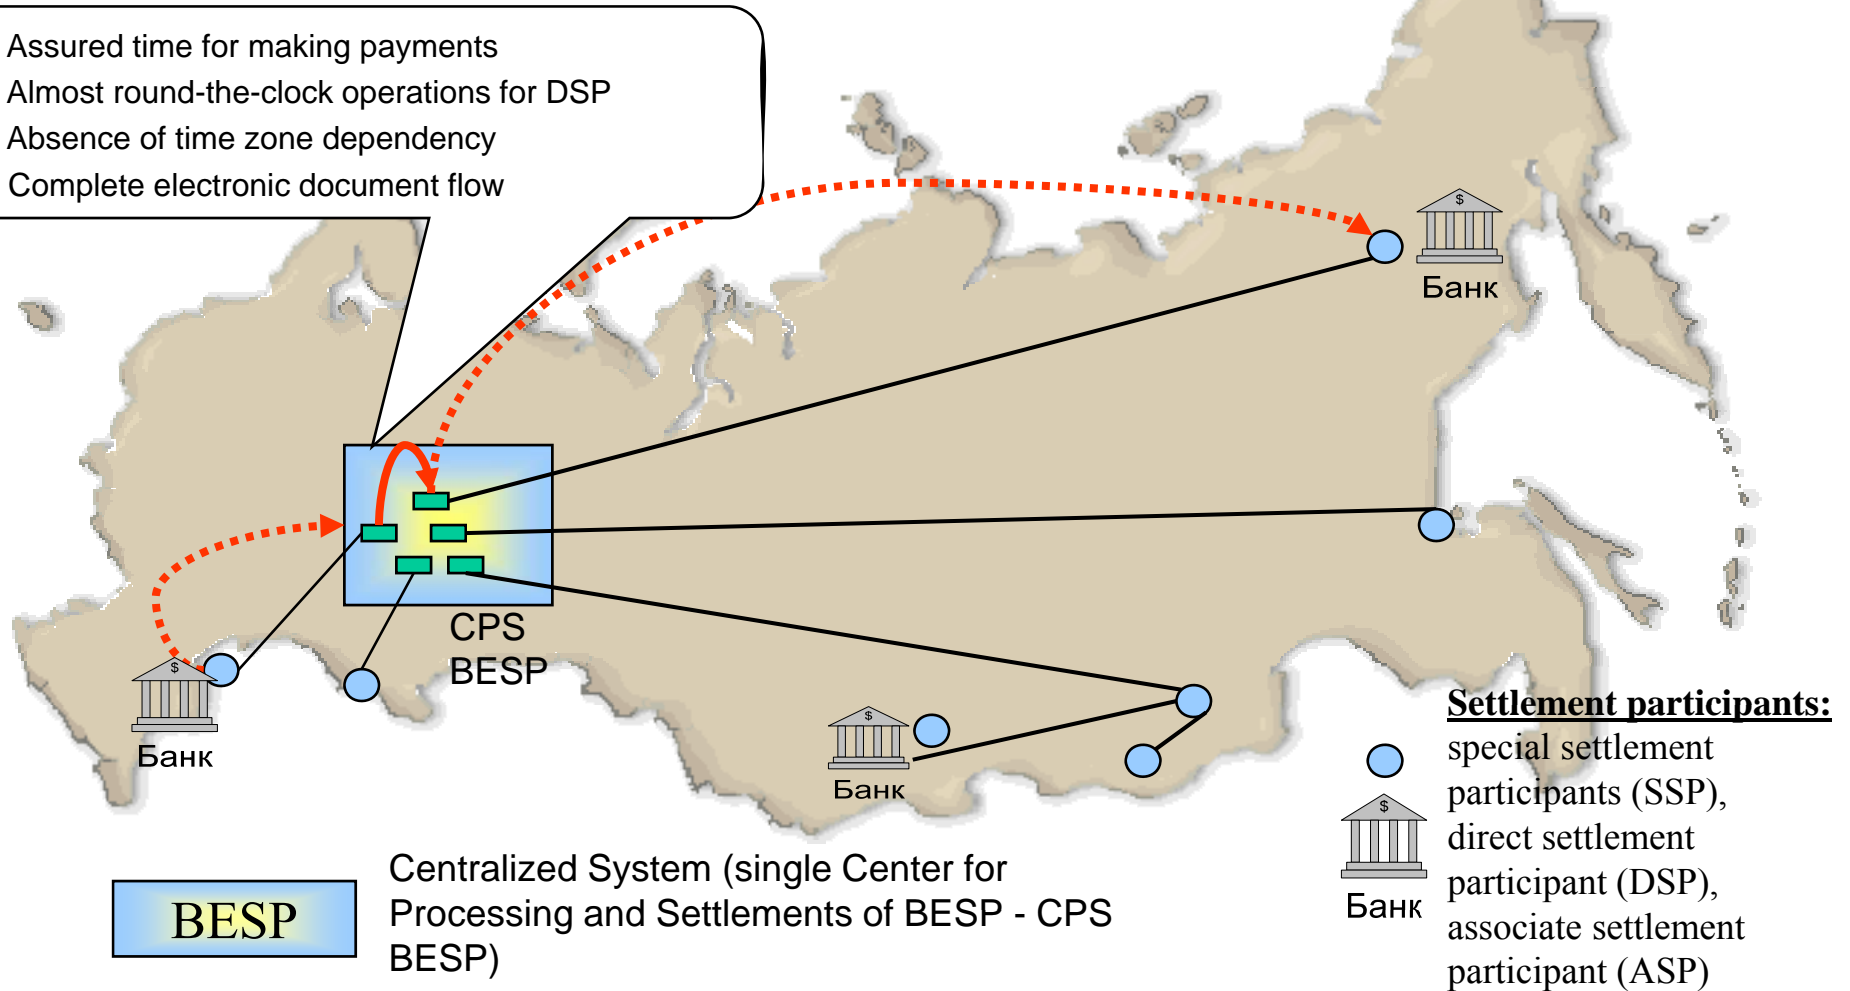 Assured time for making payments
Almost round-the-clock operations for DSP
Absence of time zone dependency
Complete electronic document flow
$
Банк
CPS
BESP
$
Банк
$
Банк
Settlement participants:
special settlement
participants (SSP),
direct settlement
participant (DSP),
associate settlement
participant (ASP)
$
Банк
BESP
Centralized System (single Center for
Processing and Settlements of BESP - CPS
BESP)